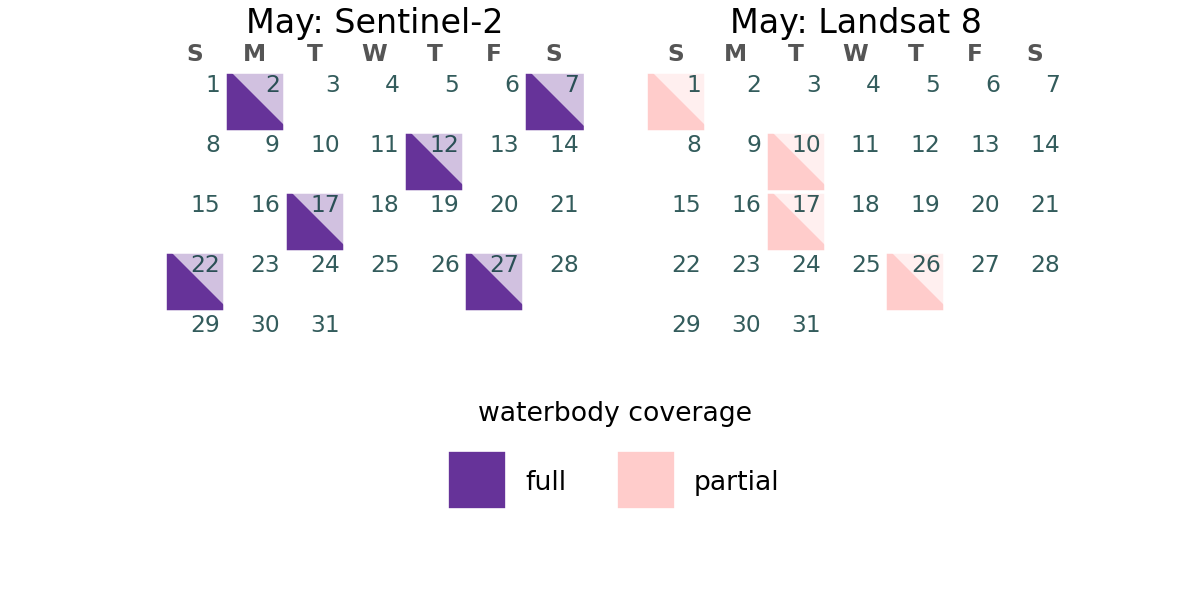 May: Sentinel-2
S M T W T F S
1 2 3 4 5 6 7
8 9 10 11 12 13 14
15 16 17 18 19 20 21
22 23 24 25 26 27 28
29 30 31
May: Landsat 8
S M T W T F S
1 2 3 4 5 6 7
8 9 10 11 12 13 14
15 16 17 18 19 20 21
22 23 24 25 26 27 28
29 30 31
waterbody coverage
full partial